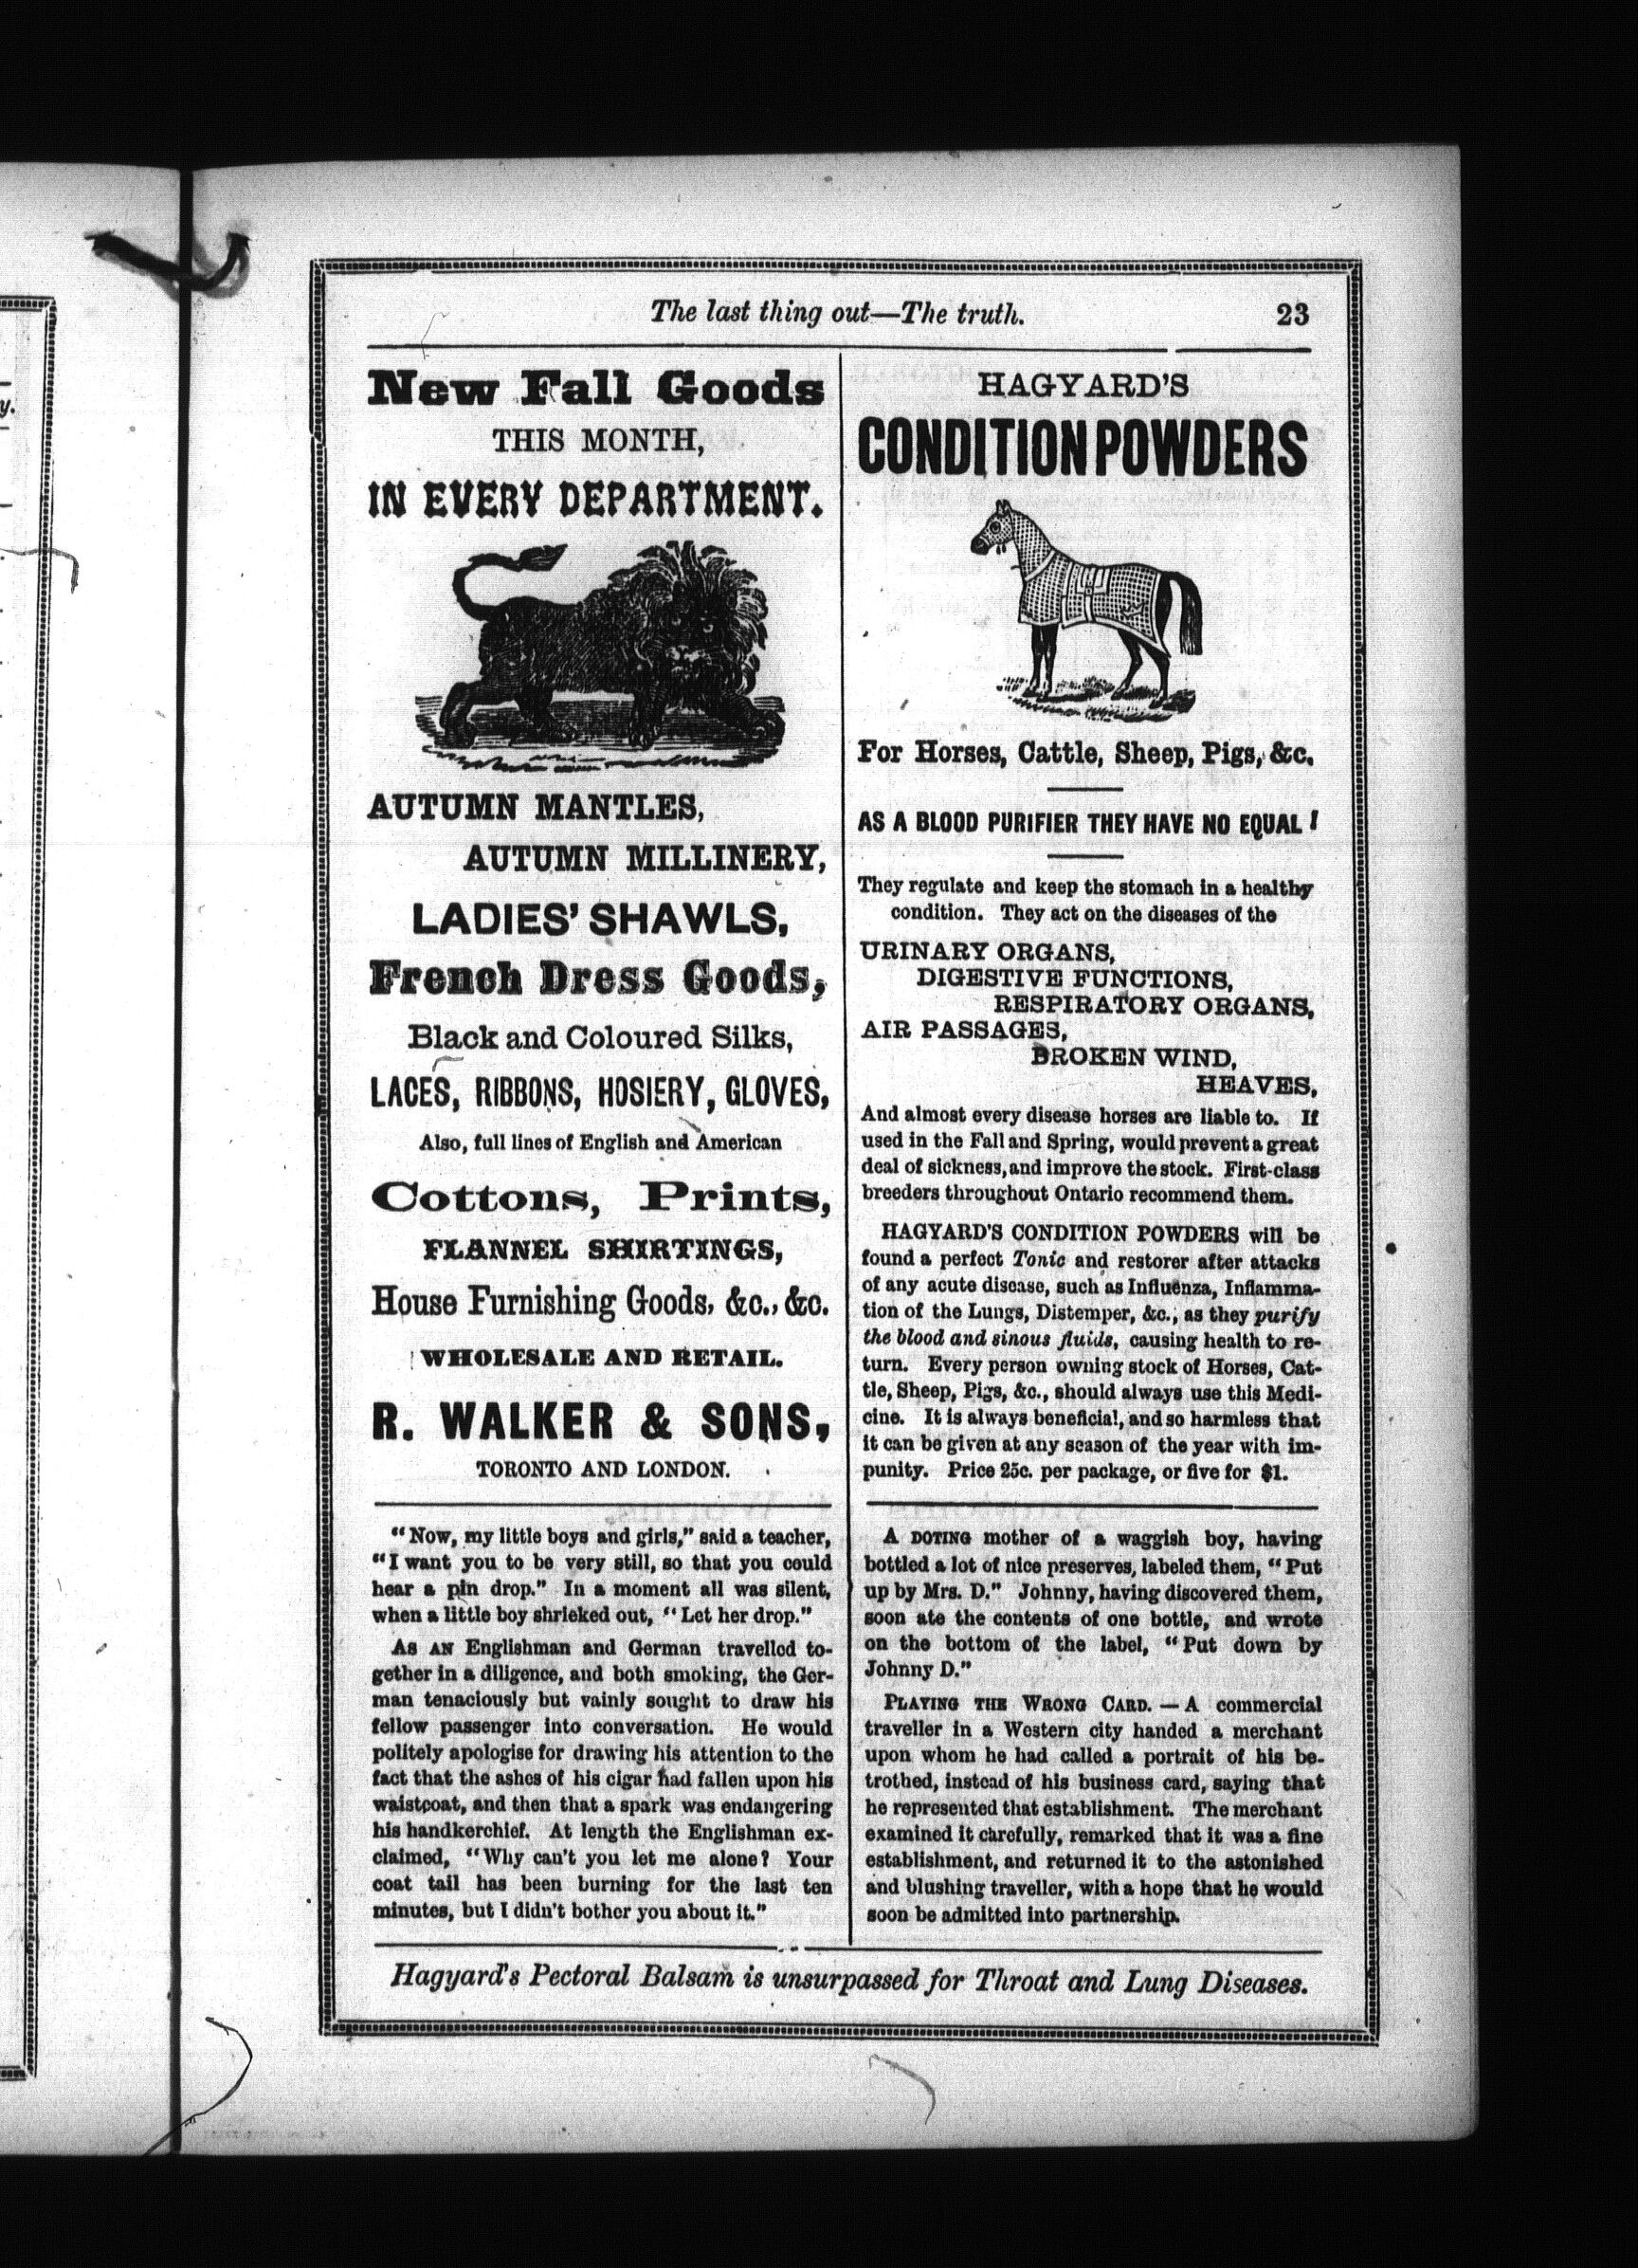 The last thing out—The truth. 23
New Fall Goods
THIS MONTH,
IN EVERY DEPARTMENT.
AUTUMN MANTLES,
AUTUMN MILLINERY,
LADIES' SHAWLS,
French Dress Goods,
Black and Coloured Silks,
LACES, RIBBONS, HOSIERY, GLOVES,
Also, full lines of English and American
Cottons, Prints,
FLANNEL SHIRTINGS,
House Furnishing Goods, &c., &c.
WHOLESALE AND RETAIL.
R. WALKER & SONS,
TORONTO AND LONDON.
"Now, my little boys and girls," said a teacher,
"I want you to be very still, so that you could
hear a pin drop." In a moment all was silent,
when a little boy shrieked out, "Let her drop."
AS AN Englishman and German travelled to-
gether in a diligence, and both smoking, the Ger-
man tenaciously but vainly sought to draw his
fellow passenger into conversation. He would
politely apologise for drawing his attention to the
fact that the ashes of his cigar had fallen upon his
waistcoat, and then that a spark was endangering
his handkerchief. At length the Englishman ex-
claimed, "Why can't you let me alone? Your
coat tail has been burning for the last ten
minutes, but I didn't bother you about it."
HAGYARD'S
CONDITION POWDERS
For Horses, Cattle, Sheep, Pigs, &c.
AS A BLOOD PURIFIER THEY HAVE NO EQUAL!
They regulate and keep the stomach in a healthy
condition. They act on the diseases of the
URINARY ORGANS,
DIGESTIVE FUNCTIONS,
RESPIRATORY ORGANS,
AIR PASSAGES,
BROKEN WIND,
HEAVES,
And almost every disease horses are liable to. If
used in the Fall and Spring, would prevent a great
deal of sickness, and improve the stock. First-class
breeders throughout Ontario recommend them.
HAGYARD'S CONDITION POWDERS will be
found a perfect Tonic and restorer after attacks
of any acute disease, such as Influenza, Inflamma-
tion of the Lungs, Distemper, &c., as they purify
the blood and sinous fluids, causing health to re-
turn. Every person owning stock of Horses, Cat-
tle, Sheep, Pigs, &c., should always use this Medi-
cine. It is always beneficial, and so harmless that
it can be given at any season of the year with im-
punity. Price 25c. per package, or five for $1.
A DOTING mother of a waggish boy, having
bottled a lot of nice preserves, labeled them, "Put
up by Mrs. D." Johnny, having discovered them,
soon ate the contents of one bottle, and wrote
on the bottom of the label, "Put down by
Johnny D."
PLAYING THE WRONG CARD. — A commercial
traveller in a Western city handed a merchant
upon whom he had called a portrait of his be-
trothed, instead of his business card, saying that
he represented that establishment. The merchant
examined it carefully, remarked that it was a fine
establishment, and returned it to the astonished
and blushing traveller, with a hope that he would
soon be admitted into partnership.
Hagyard's Pectoral Balsam is unsurpassed for Throat and Lung Diseases.